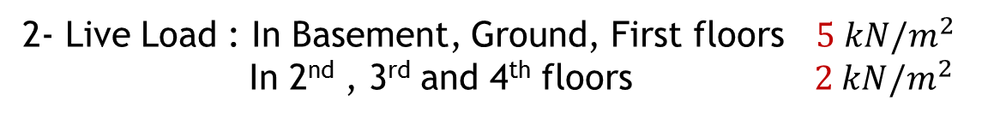 2- Live Load : In Basement, Ground, First floors 5 kN/m²
In 2nd , 3rd and 4th floors 2 kN/m²